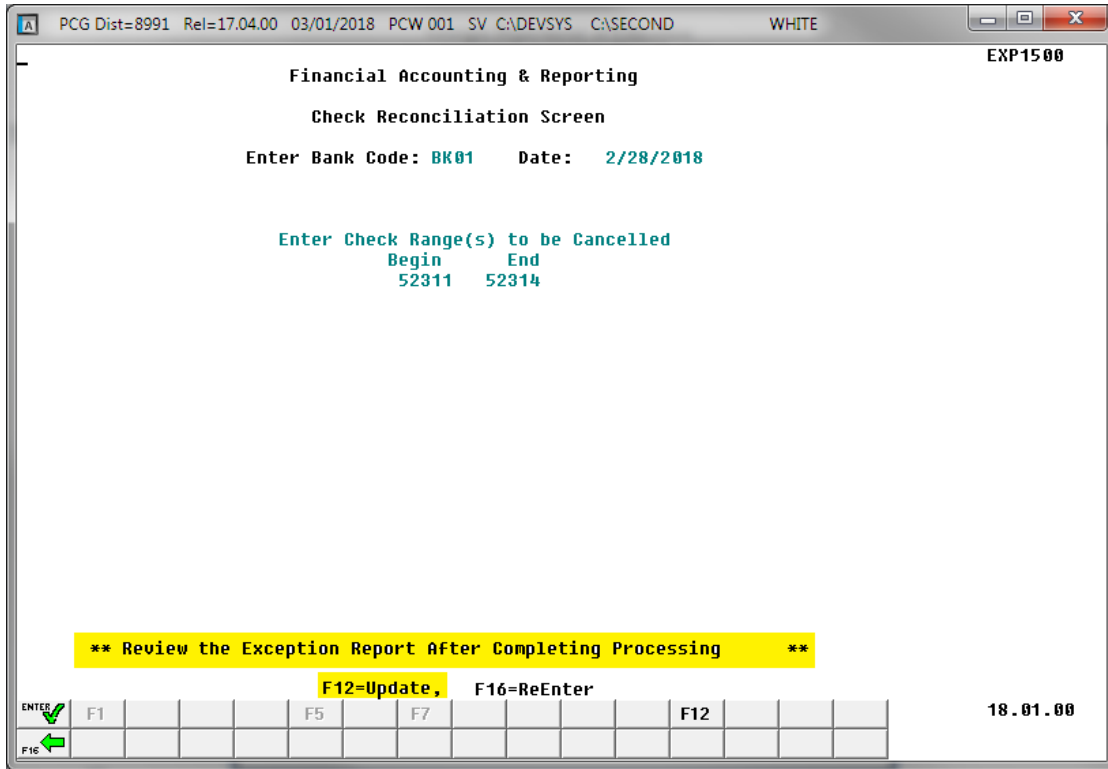 A PCG Dist=8991 Rel=17.04.00 03/01/2018 PCW 001 SV C:\DEVSYS C:\SECOND WHITE
EXP1500
Financial Accounting & Reporting
Check Reconciliation Screen
Enter Bank Code: BK01 Date: 2/28/2018
Enter Check Range(s) to be Cancelled
Begin End
52311 52314
** Review the Exception Report After Completing Processing **
F12=Update, F16=ReEnter
ENTER F1 F5 F7 F12 18.01.00
F16